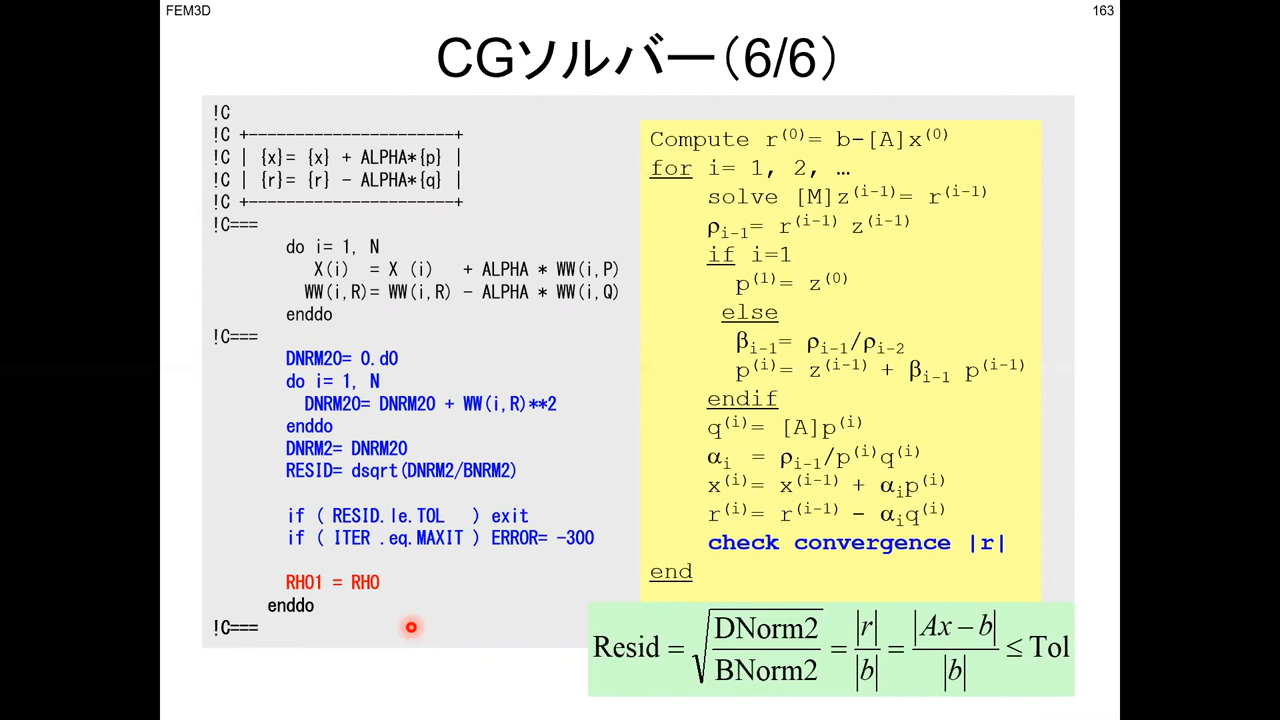 FEM3D
163
CGソルバー（6/6）
!C
!C +----------------------+
!C | {x}= {x} + ALPHA*{p} |
!C | {r}= {r} - ALPHA*{q} |
!C +----------------------+
!C===
do i= 1, N
X(i) = X (i) + ALPHA * WW(i,P)
WW(i,R)= WW(i,R) - ALPHA * WW(i,Q)
enddo
!C===
DNRM20= 0.d0
do i= 1, N
DNRM20= DNRM20 + WW(i,R)**2
enddo
DNRM2= DNRM20
RESID= dsqrt(DNRM2/BNRM2)
if ( RESID.le.TOL ) exit
if ( ITER .eq.MAXIT ) ERROR= -300
RHO1 = RHO
enddo
!C===
Compute r(0)= b-[A]x(0)
for i= 1, 2, …
solve [M]z(i-1)= r(i-1)
ρi-1= r(i-1) z(i-1)
if i=1
p(1)= z(0)
else
βi-1= ρi-1/ρi-2
p(i)= z(i-1) + βi-1 p(i-1)
endif
q(i)= [A]p(i)
αi = ρi-1/p(i)q(i)
x(i)= x(i-1) + αip(i)
r(i)= r(i-1) - αiq(i)
check convergence |r|
end
Resid = √(DNorm2/BNorm2) = |r|/|b| = |Ax − b|/|b| ≤ Tol